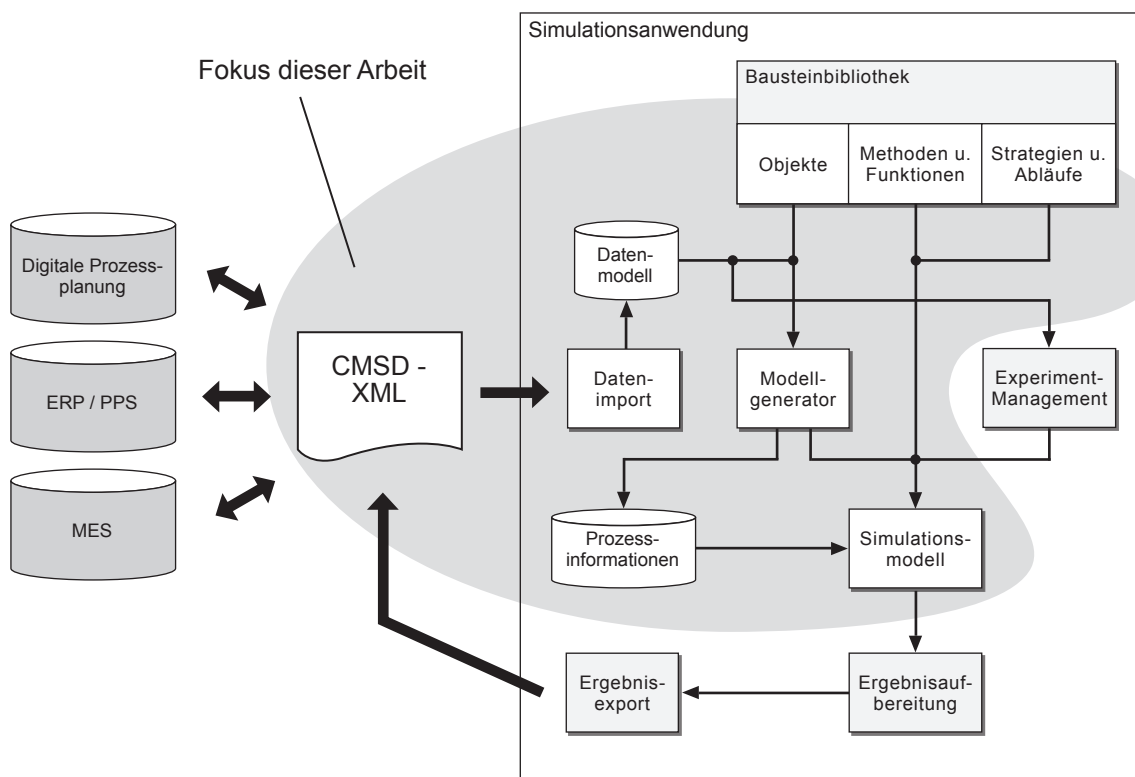 Simulationsanwendung
Fokus dieser Arbeit
Bausteinbibliothek
Objekte
Methoden u.
Funktionen
Strategien u.
Abläufe
Digitale Prozess-
planung
ERP / PPS
MES
CMSD -
XML
Daten-
modell
Daten-
import
Modell-
generator
Experiment-
Management
Prozess-
informationen
Simulations-
modell
Ergebnis-
export
Ergebnisauf-
bereitung